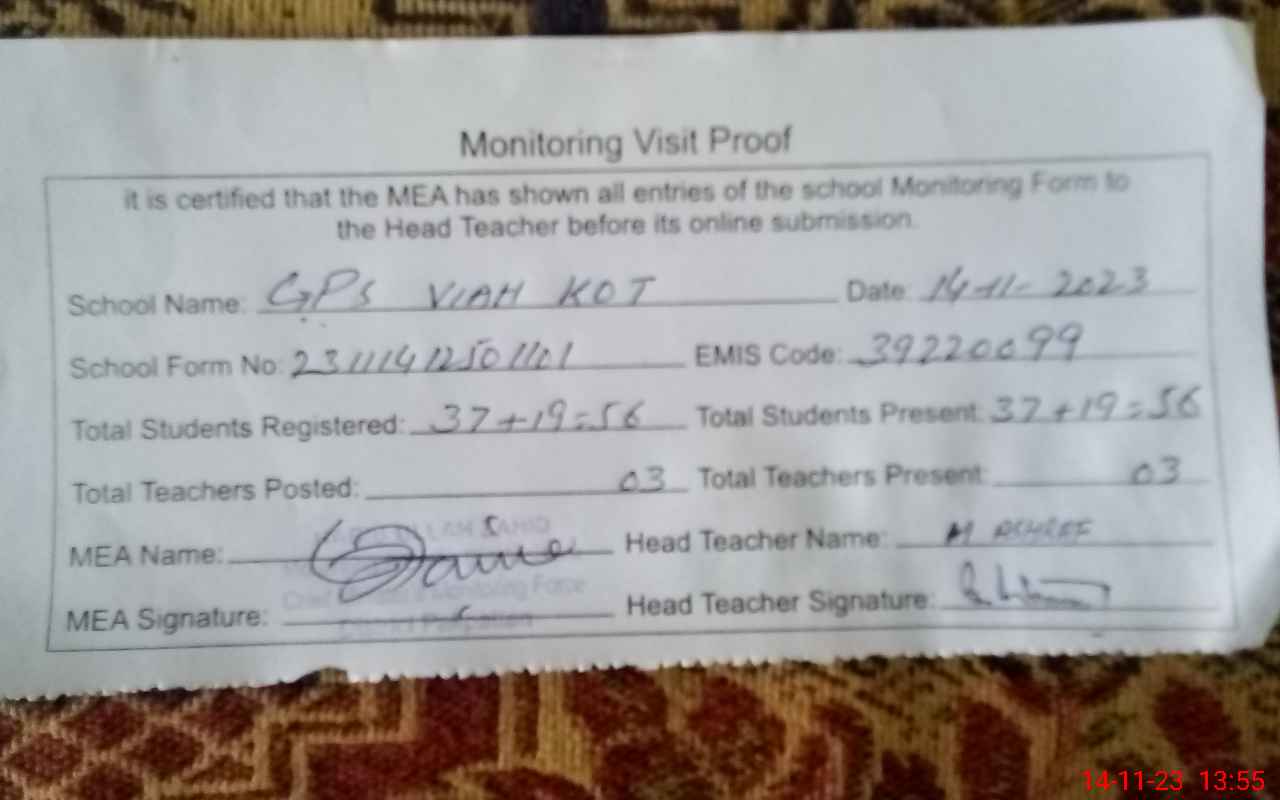 Monitoring Visit Proof
it is certified that the MEA has shown all entries of the school Monitoring Form to
the Head Teacher before its online submission.
School Name: GPS VIAH KOT Date: 14-11-2023
School Form No: 23111412501101 EMIS Code: 39220099
Total Students Registered: 37+19=56 Total Students Present: 37+19=56
Total Teachers Posted: 03 Total Teachers Present: 03
MEA Name: Head Teacher Name: M ASHREF
MEA Signature: Head Teacher Signature:
14-11-23 13:55